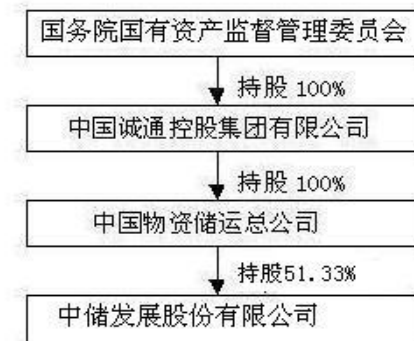 国务院国有资产监督管理委员会
持股 100%
中国诚通控股集团有限公司
持股 100%
中国物资储运总公司
持股51.33%
中储发展股份有限公司